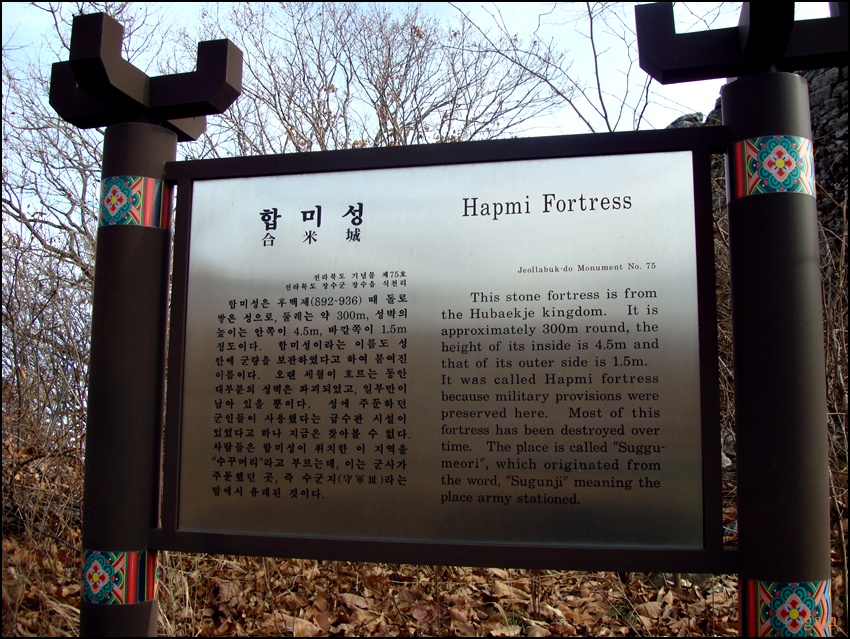 합미성
合米城
전라북도 기념물 제75호
전라북도 장수군 장수읍 식천리
합미성은 후백제(892-936) 때 돌로
쌓은 성으로, 둘레는 약 300m, 성벽의
높이는 안쪽이 4.5m, 바깥쪽이 1.5m
정도이다. 합미성이라는 이름도 성
안에 군량을 보관하였다고 하여 붙여진
이름이다. 오랜 세월이 흐르는 동안
대부분의 성벽은 파괴되었고, 일부만이
남아 있을 뿐이다. 성에 주둔하던
군인들이 사용했다는 급수관 시설이
있었다고 하나 지금은 찾아볼 수 없다.
사람들은 합미성이 위치한 이 지역을
"수꾸머리"라고 부르는데, 이는 군사가
주둔했던 곳, 즉 수군지(守軍址)라는
말에서 유래된 것이다.
Hapmi Fortress
Jeollabuk-do Monument No. 75
This stone fortress is from
the Hubaekje kingdom. It is
approximately 300m round, the
height of its inside is 4.5m and
that of its outer side is 1.5m.
It was called Hapmi fortress
because military provisions were
preserved here. Most of this
fortress has been destroyed over
time. The place is called "Suggu-
meori", which originated from
the word, "Sugunji" meaning the
place army stationed.